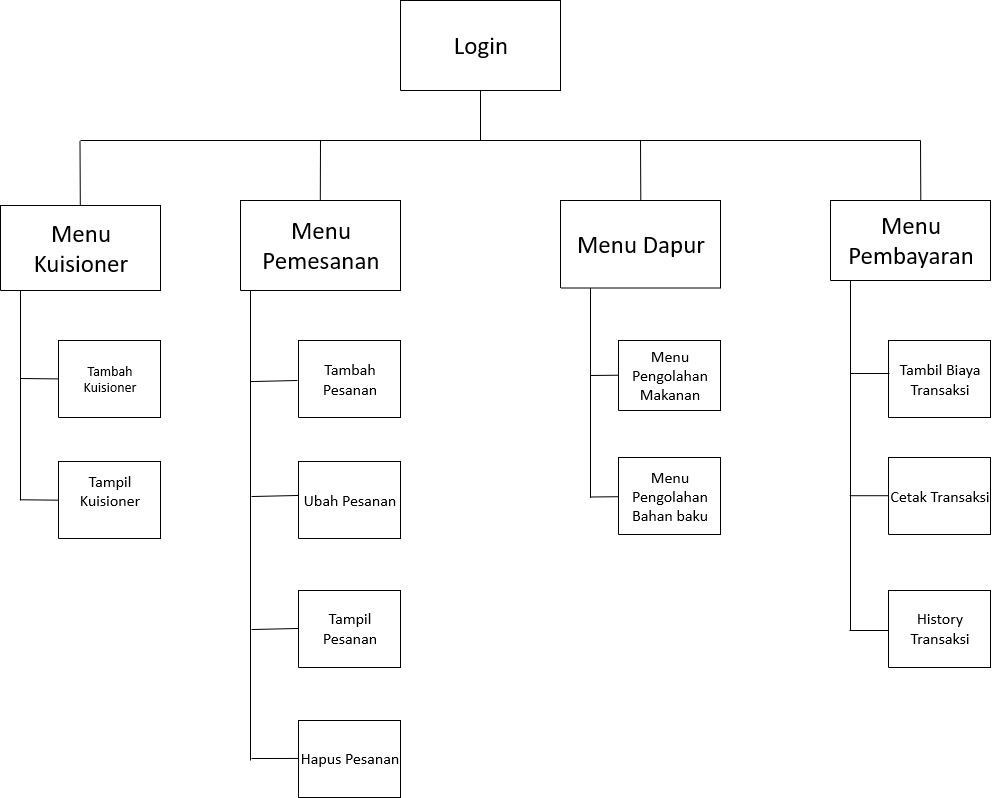 Login
Menu
Kuisioner
Menu
Pemesanan
Menu Dapur
Menu
Pembayaran
Tambah
Kuisioner
Tampil
Kuisioner
Tambah
Pesanan
Ubah Pesanan
Tampil
Pesanan
Hapus Pesanan
Menu
Pengolahan
Makanan
Menu
Pengolahan
Bahan baku
Tambil Biaya
Transaksi
Cetak Transaksi
History
Transaksi